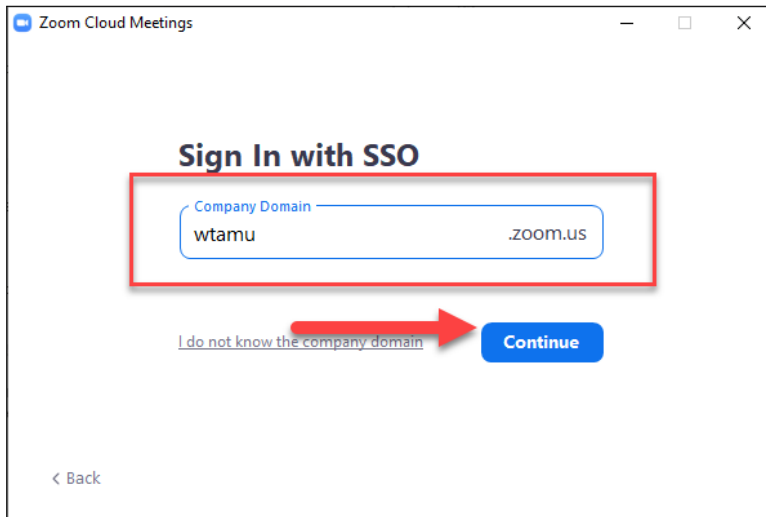 Zoom Cloud Meetings
Sign In with SSO
Company Domain
wtamu .zoom.us
I do not know the company domain
Continue
< Back